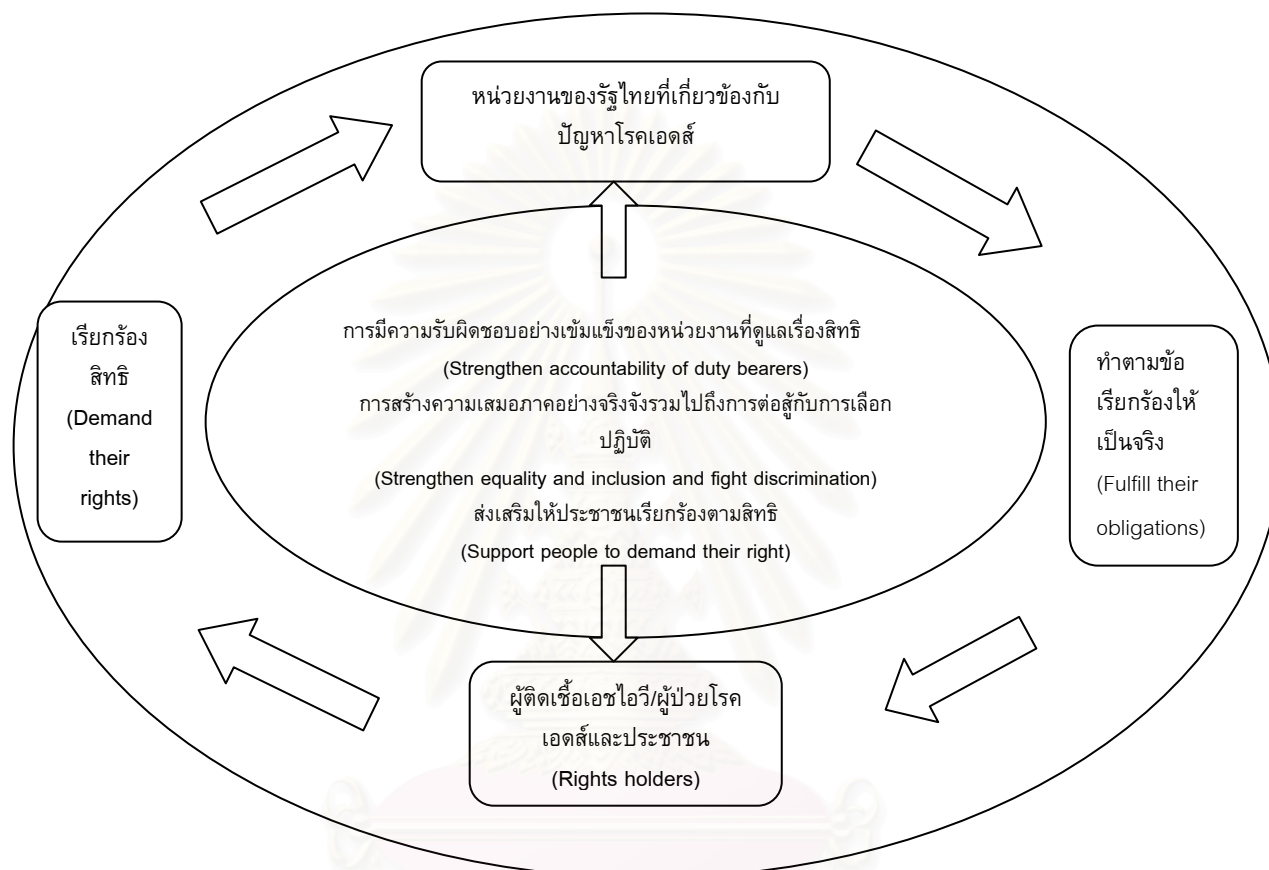 หน่วยงานของรัฐไทยที่เกี่ยวข้องกับ
ปัญหาโรคเอดส์
เรียกร้อง
สิทธิ
(Demand
their
rights)
การมีความรับผิดชอบอย่างเข้มแข็งของหน่วยงานที่ดูแลเรื่องสิทธิ
(Strengthen accountability of duty bearers)
การสร้างความเสมอภาคอย่างจริงจังรวมไปถึงการต่อสู้กับการเลือก
ปฏิบัติ
(Strengthen equality and inclusion and fight discrimination)
ส่งเสริมให้ประชาชนเรียกร้องตามสิทธิ
(Support people to demand their right)
ทำตามข้อ
เรียกร้องให้
เป็นจริง
(Fulfill their
obligations)
ผู้ติดเชื้อเอชไอวี/ผู้ป่วยโรค
เอดส์และประชาชน
(Rights holders)